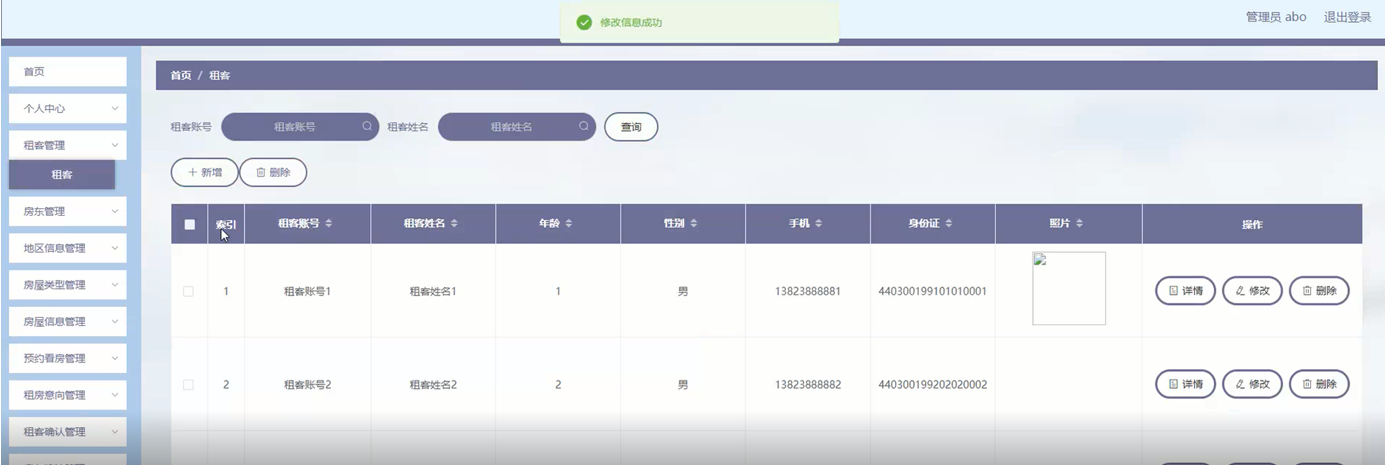 修改信息成功
管理员 abo 退出登录
首页
个人中心
租客管理
租客
房东管理
地区信息管理
房屋类型管理
房屋信息管理
预约看房管理
租房意向管理
租客确认管理
首页 / 租客
租客账号 租客账号 租客姓名 租客姓名 查询
新增 删除
索引 租客账号 租客姓名 年龄 性别 手机 身份证 照片 操作
1 租客账号1 租客姓名1 1 男 13823888881 440300199101010001 详情 修改 删除
2 租客账号2 租客姓名2 2 男 13823888882 440300199202020002 详情 修改 删除